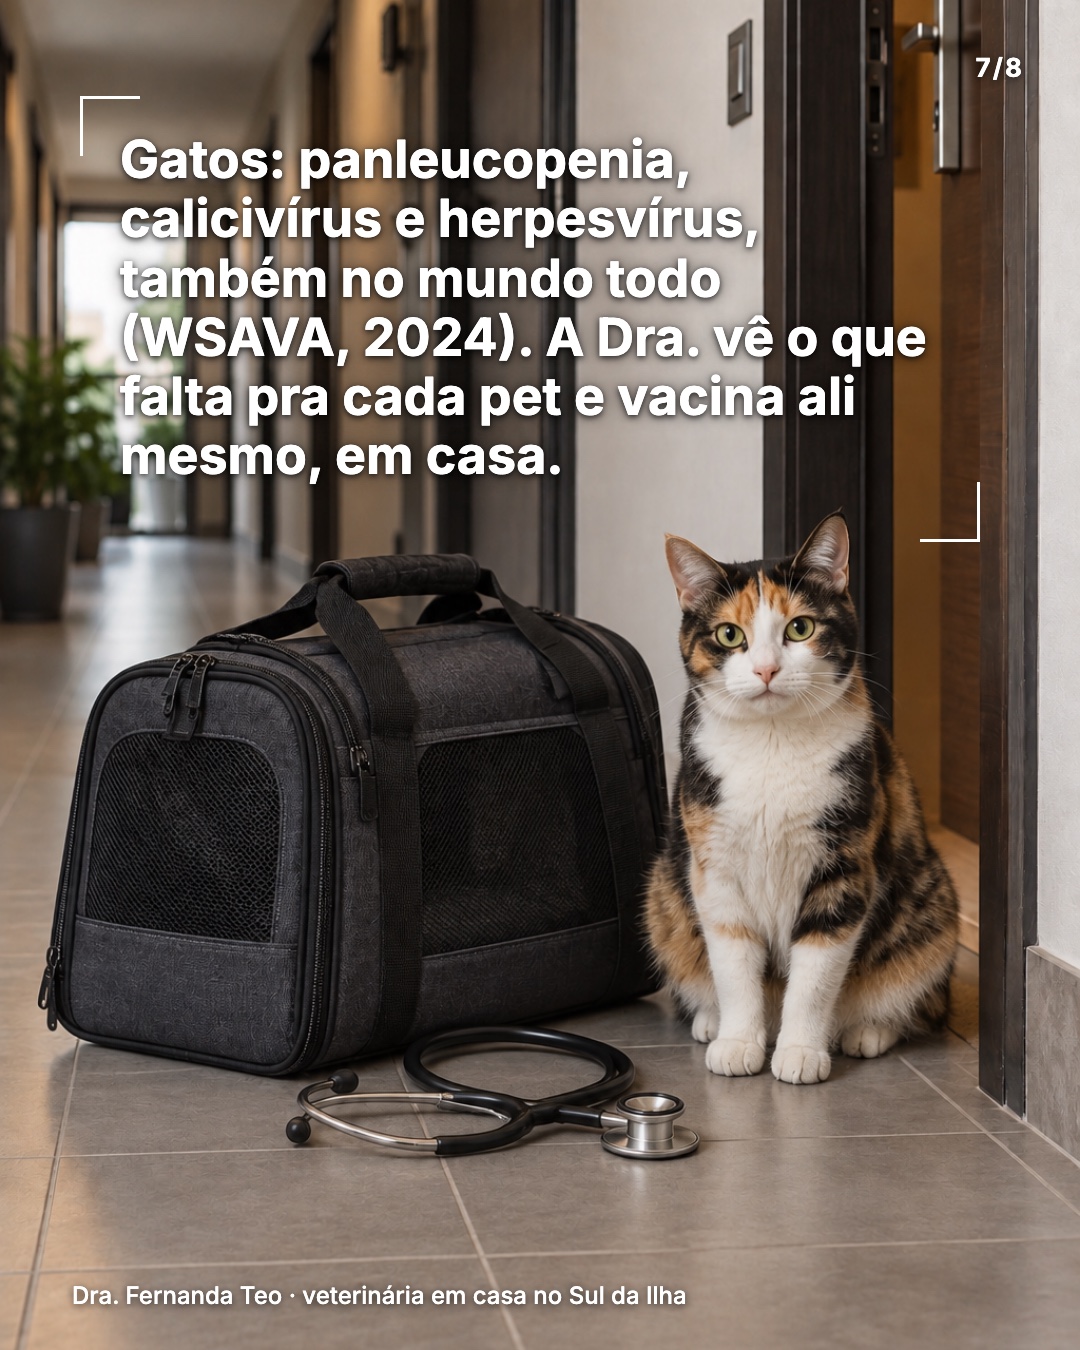 7/8
Gatos: panleucopenia,
calicivírus e herpesvírus,
também no mundo todo
(WSAVA, 2024). A Dra. vê o que
falta pra cada pet e vacina ali
mesmo, em casa.
Dra. Fernanda Teo · veterinária em casa no Sul da Ilha